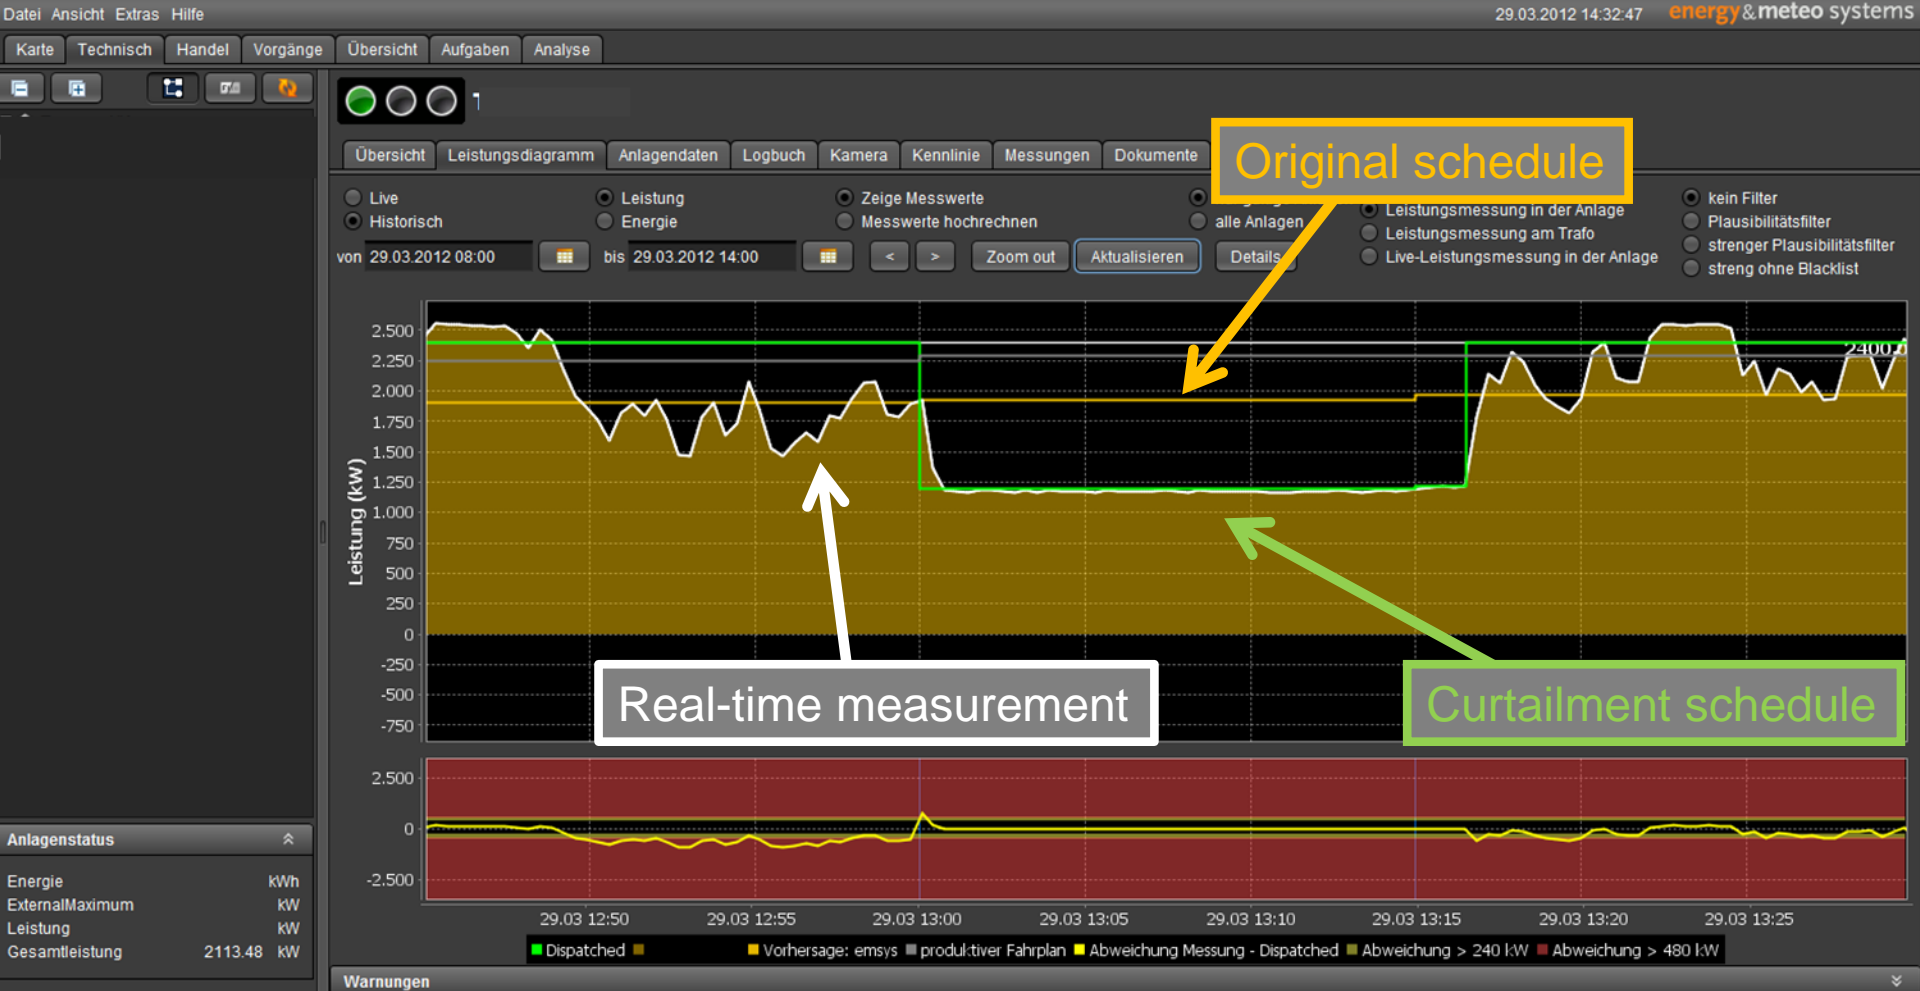 Datei Ansicht Extras Hilfe
29.03.2012 14:32:47 energy&meteo systems
Karte Technisch Handel Vorgänge Übersicht Aufgaben Analyse
Übersicht Leistungsdiagramm Anlagendaten Logbuch Kamera Kennlinie Messungen Dokumente
Original schedule
Live Leistung Zeige Messwerte kein Filter
Historisch Energie Messwerte hochrechnen alle Anlagen Leistungsmessung in der Anlage Plausibilitätsfilter
Leistungsmessung am Trafo strenger Plausibilitätsfilter
von 29.03.2012 08:00 bis 29.03.2012 14:00 < > Zoom out Aktualisieren Details Live-Leistungsmessung in der Anlage streng ohne Blacklist
Leistung (kW)
2.500
2.250
2.000
1.750
1.500
1.250
1.000
750
500
250
0
-250
-500
-750
2400,0
Real-time measurement
Curtailment schedule
2.500
0
-2.500
29.03 12:50 29.03 12:55 29.03 13:00 29.03 13:05 29.03 13:10 29.03 13:15 29.03 13:20 29.03 13:25
Dispatched Vorhersage: emsys produktiver Fahrplan Abweichung Messung - Dispatched Abweichung > 240 kW Abweichung > 480 kW
Anlagenstatus
Energie kWh
ExternalMaximum kW
Leistung kW
Gesamtleistung 2113.48 kW
Warnungen